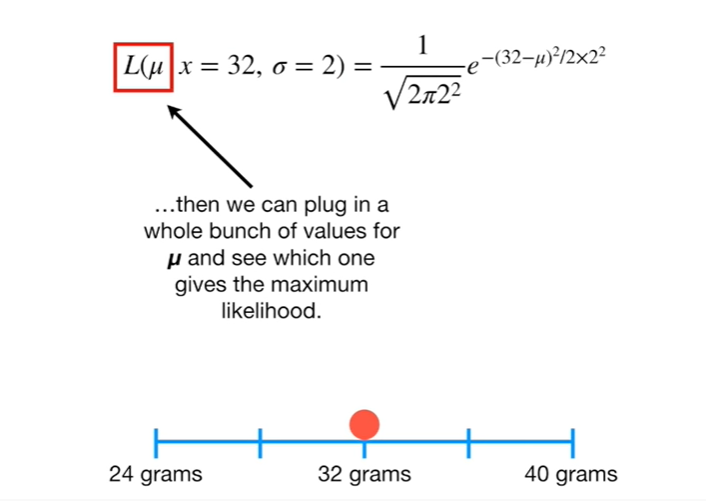 L(μ | x = 32, σ = 2) = 1/√(2π2²) e^(−(32−μ)²/2×2²)
…then we can plug in a
whole bunch of values for
μ and see which one
gives the maximum
likelihood.
24 grams 32 grams 40 grams